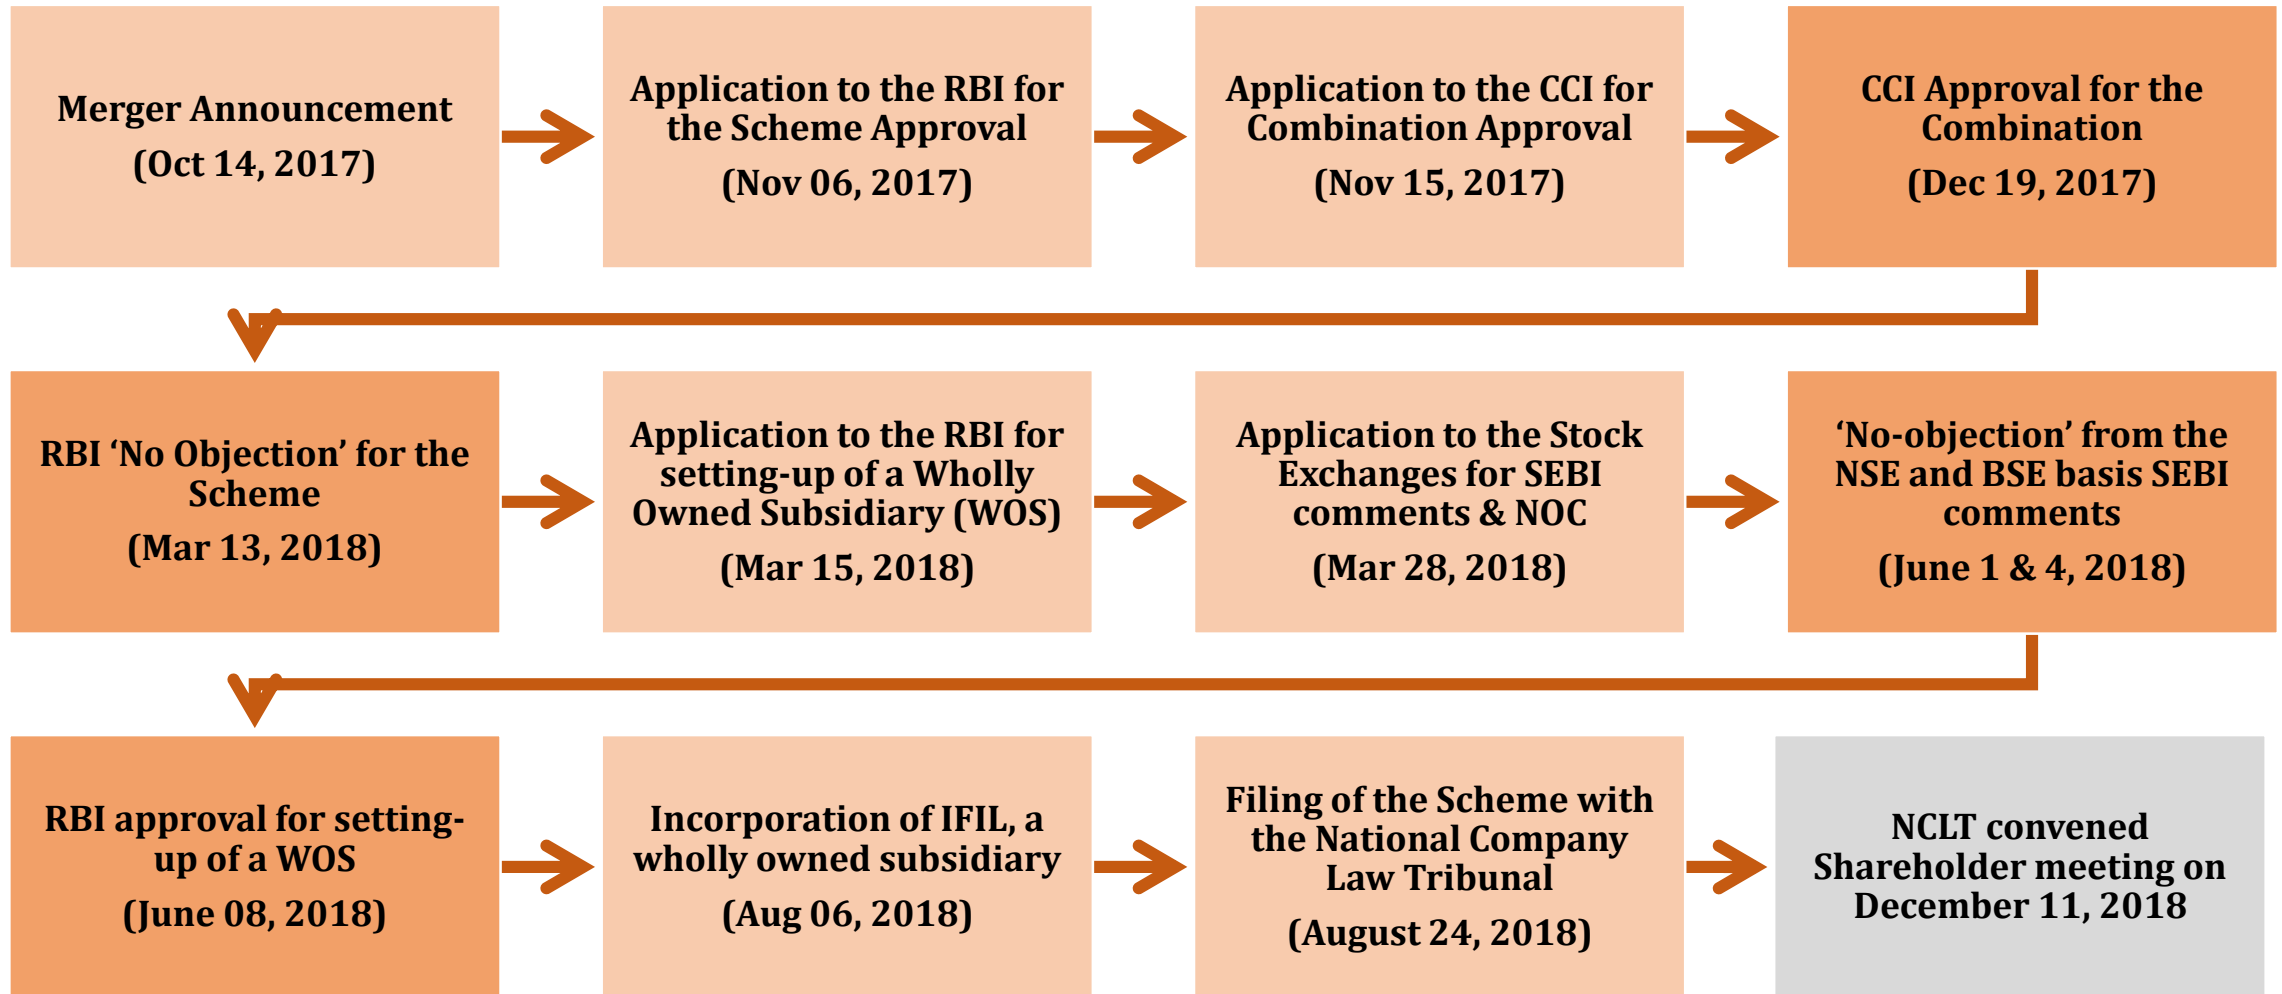 Merger Announcement
(Oct 14, 2017)
Application to the RBI for
the Scheme Approval
(Nov 06, 2017)
Application to the CCI for
Combination Approval
(Nov 15, 2017)
CCI Approval for the
Combination
(Dec 19, 2017)
RBI ‘No Objection’ for the
Scheme
(Mar 13, 2018)
Application to the RBI for
setting-up of a Wholly
Owned Subsidiary (WOS)
(Mar 15, 2018)
Application to the Stock
Exchanges for SEBI
comments & NOC
(Mar 28, 2018)
‘No-objection’ from the
NSE and BSE basis SEBI
comments
(June 1 & 4, 2018)
RBI approval for setting-
up of a WOS
(June 08, 2018)
Incorporation of IFIL, a
wholly owned subsidiary
(Aug 06, 2018)
Filing of the Scheme with
the National Company
Law Tribunal
(August 24, 2018)
NCLT convened
Shareholder meeting on
December 11, 2018